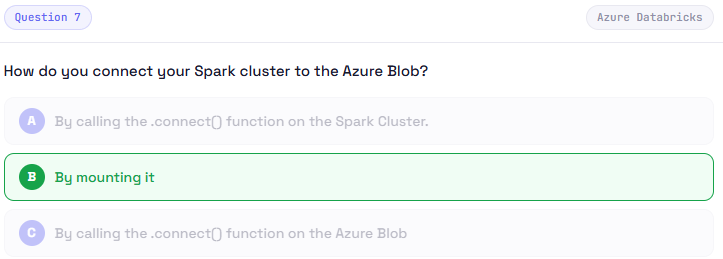 Question 7
Azure Databricks
How do you connect your Spark cluster to the Azure Blob?
A By calling the .connect() function on the Spark Cluster.
B By mounting it
C By calling the .connect() function on the Azure Blob